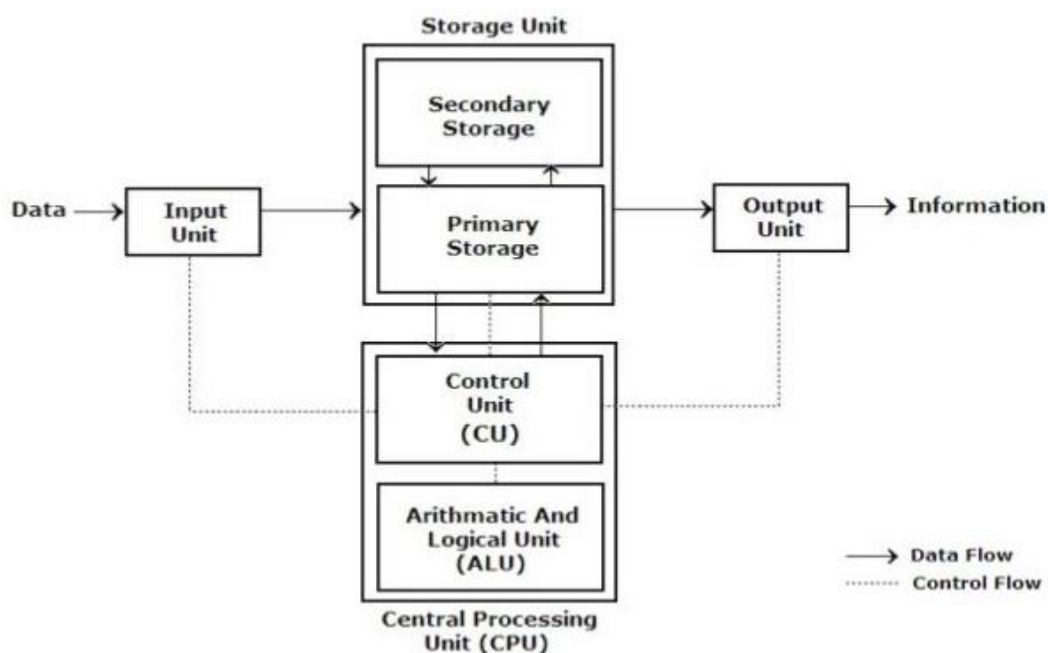 Storage Unit
Secondary
Storage
Data
Input
Unit
Primary
Storage
Output
Unit
Information
Control
Unit
(CU)
Arithmatic And
Logical Unit
(ALU)
Data Flow
Control Flow
Central Processing
Unit (CPU)